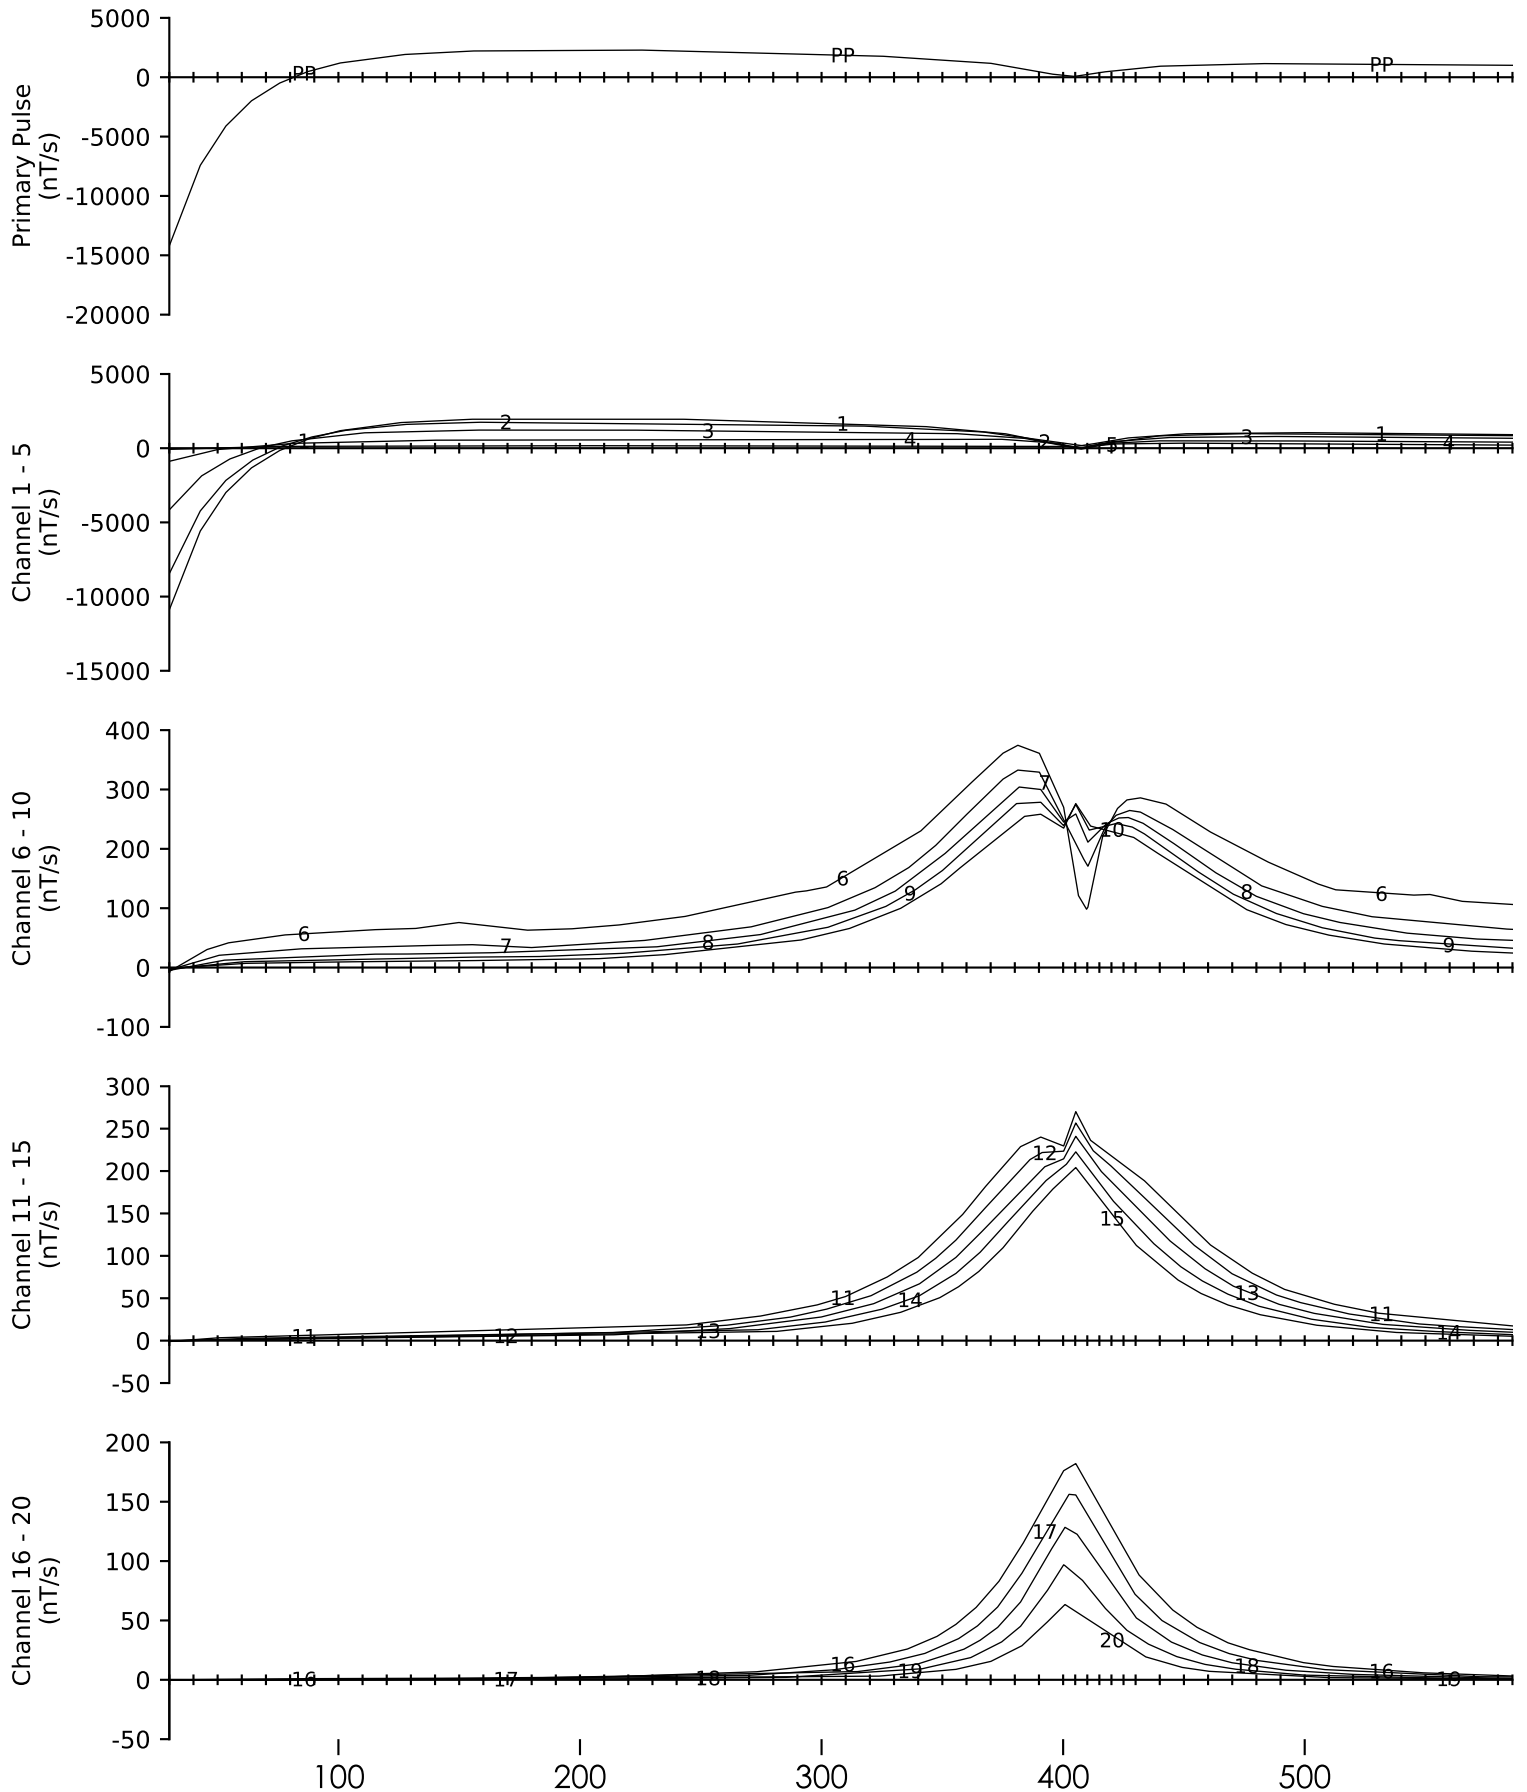 5000
0
-5000
-10000
-15000
-20000
Primary Pulse
(nT/s)
PP PP PP
5000
0
-5000
-10000
-15000
Channel 1 - 5
(nT/s)
1 2 3 1 4 2 5 3 1 4
400
300
200
100
0
-100
Channel 6 - 10
(nT/s)
6 7 8 6 9 7 10 8 6 9
300
250
200
150
100
50
0
-50
Channel 11 - 15
(nT/s)
11 12 13 11 14 12 15 13 11 14
200
150
100
50
0
-50
Channel 16 - 20
(nT/s)
16 17 18 16 19 17 20 18 16 19
100 200 300 400 500